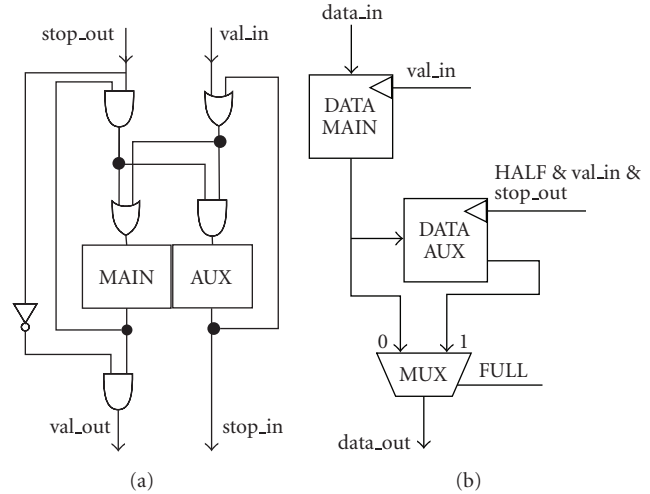 stop_out
val_in
MAIN
AUX
val_out
stop_in
(a)
data_in
val_in
DATA
MAIN
HALF & val_in &
stop_out
DATA
AUX
0
1
MUX
FULL
data_out
(b)